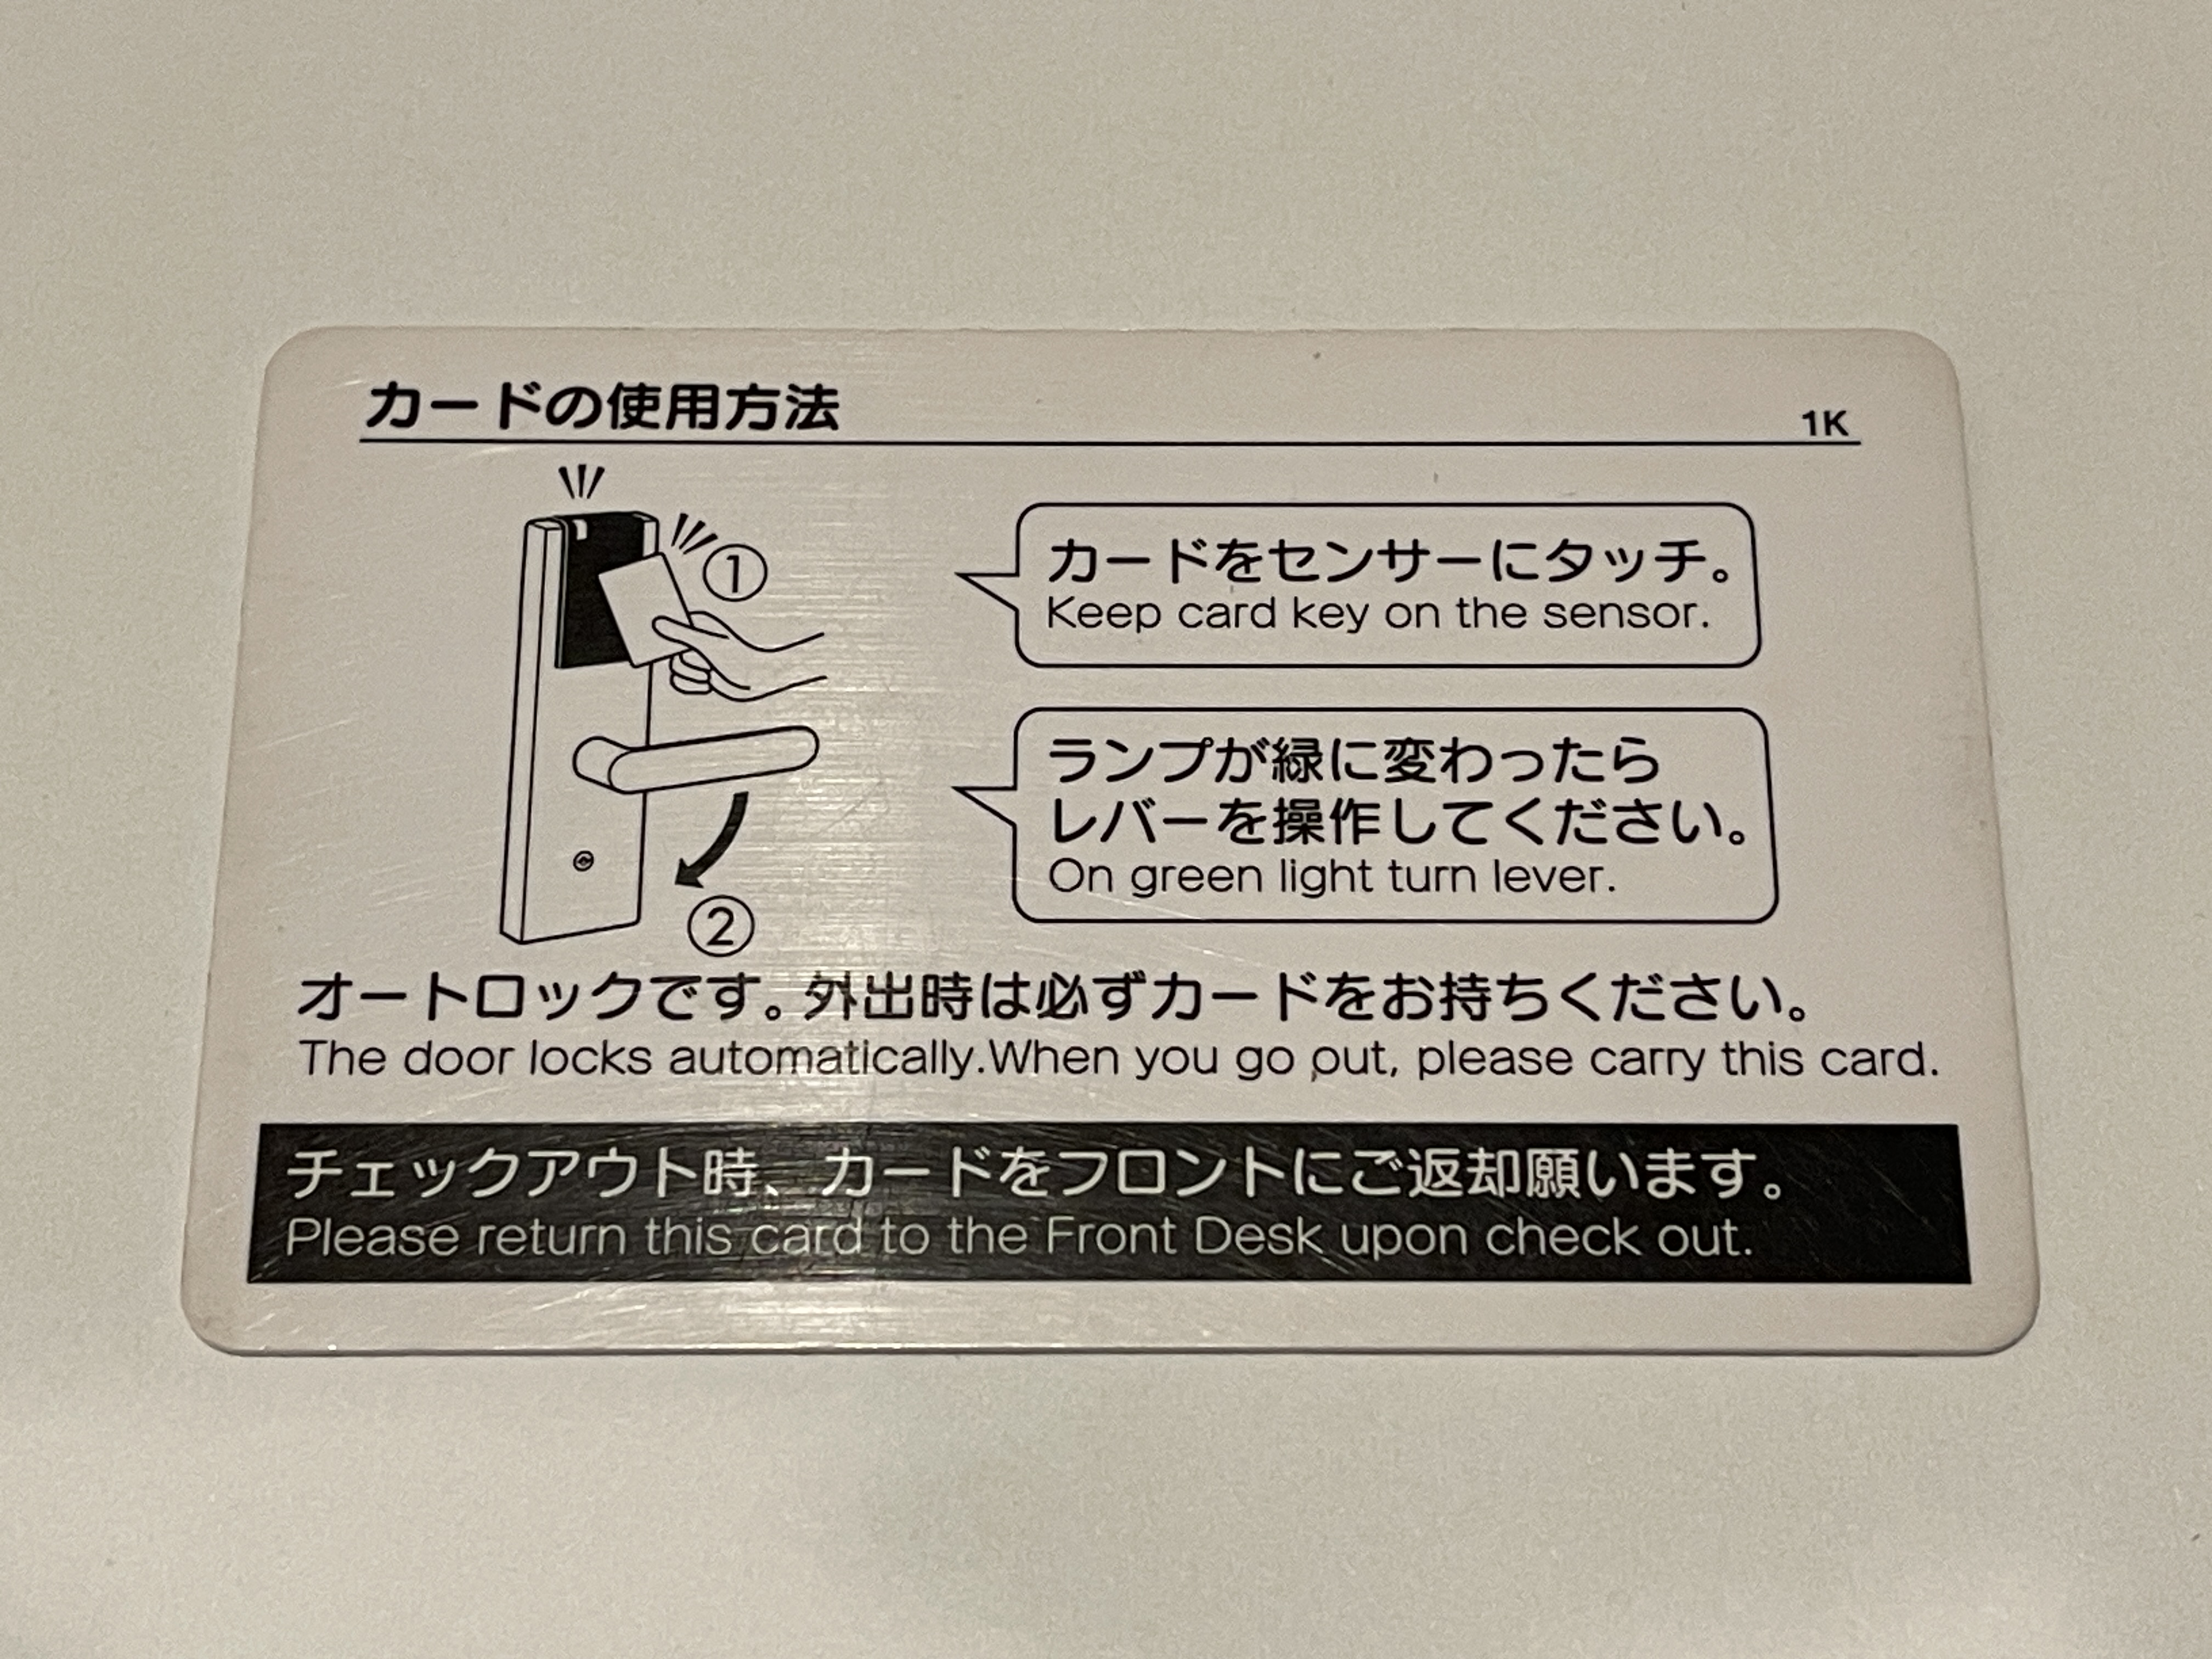 カードの使用方法
1K
①
カードをセンサーにタッチ。
Keep card key on the sensor.
ランプが緑に変わったら
レバーを操作してください。
On green light turn lever.
②
オートロックです。外出時は必ずカードをお持ちください。
The door locks automatically.When you go out, please carry this card.
チェックアウト時、カードをフロントにご返却願います。
Please return this card to the Front Desk upon check out.